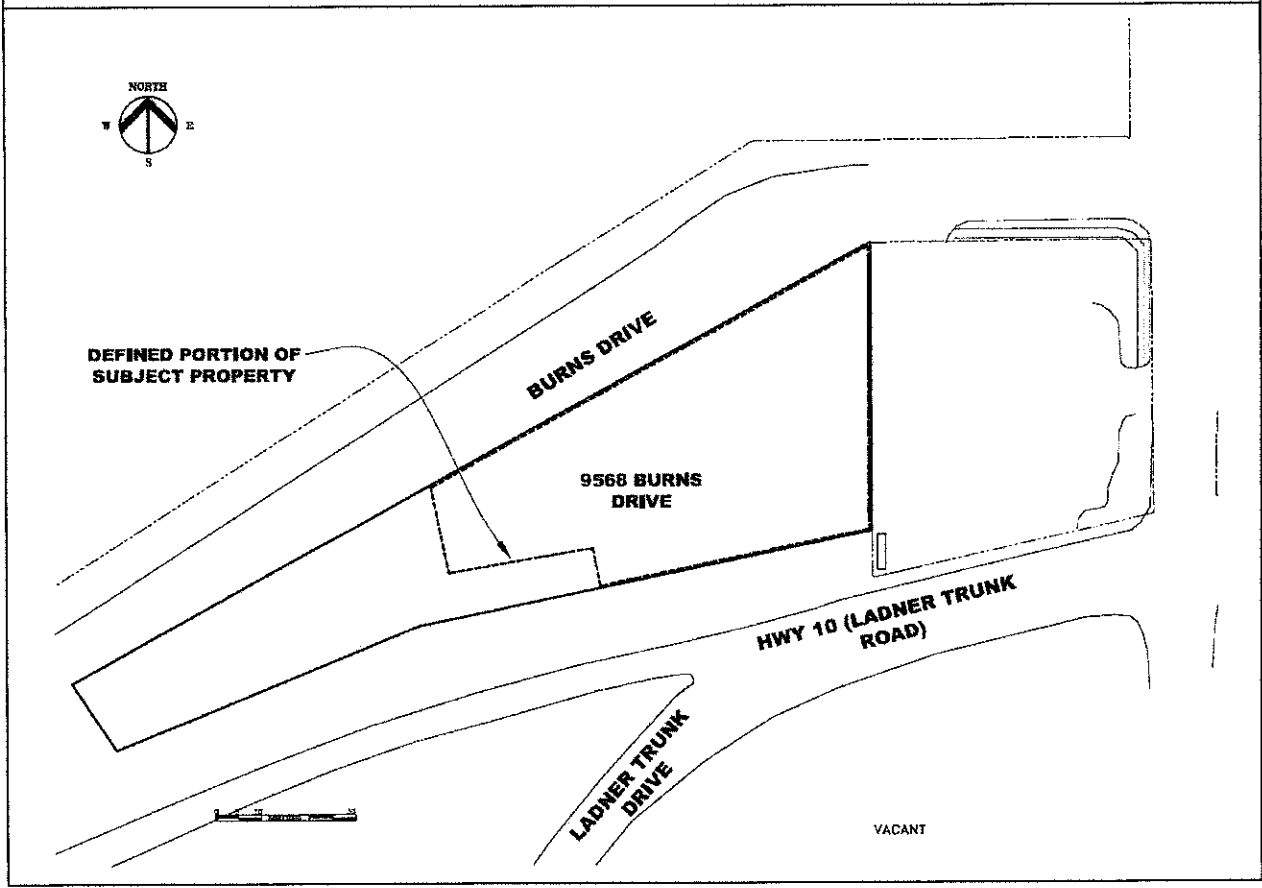 NORTH
W E
S
DEFINED PORTION OF
SUBJECT PROPERTY
BURNS DRIVE
9568 BURNS
DRIVE
HWY 10 (LADNER TRUNK
ROAD)
LADNER TRUNK
DRIVE
VACANT